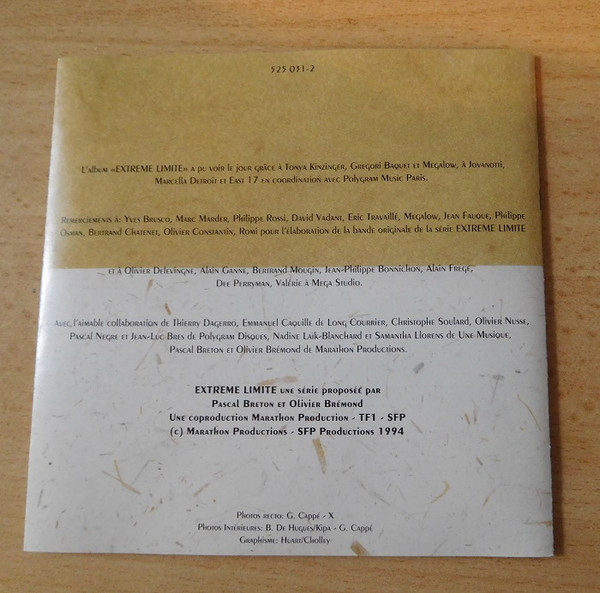 525 031-2
L'album «EXTREME LIMITE» a pu voir le jour grâce à Tonya Kinzinger, Gregori Baquet et Megalow, à Jovanotti,
Marcella Detroit et East 17 en coordination avec Polygram Music Paris.
Remerciements à: Yves Brusco, Marc Marder, Philippe Rossi, David Vadant, Eric Travaillé, Megalow, Jean Fauque, Philippe
Osman, Bertrand Chatenet, Olivier Constantin, Romi pour l'élaboration de la bande originale de la série EXTREME LIMITE
et à Olivier Delevingne, Alain Ganne, Bertrand Mougin, Jean-Philippe Bonnichon, Alain Fregé,
Dee Perryman, Valérie à Mega Studio.
Avec l'aimable collaboration de Thierry Dagerro, Emmanuel Caquille de Long Courrier, Christophe Soulard, Olivier Nusse,
Pascal Negre et Jean-Luc Bres de Polygram Disques, Nadine Laïk-Blanchard et Samantha Llorens de Une Musique,
Pascal Breton et Olivier Brémond de Marathon Productions.
EXTREME LIMITE une série proposée par
Pascal Breton et Olivier Brémond
Une coproduction Marathon Production - TF1 - SFP
(c) Marathon Productions - SFP Productions 1994
Photos recto: G. Cappé - X
Photos Intérieures: B. De Hugues/Kipa - G. Cappé
Graphisme: Huart/Cholley